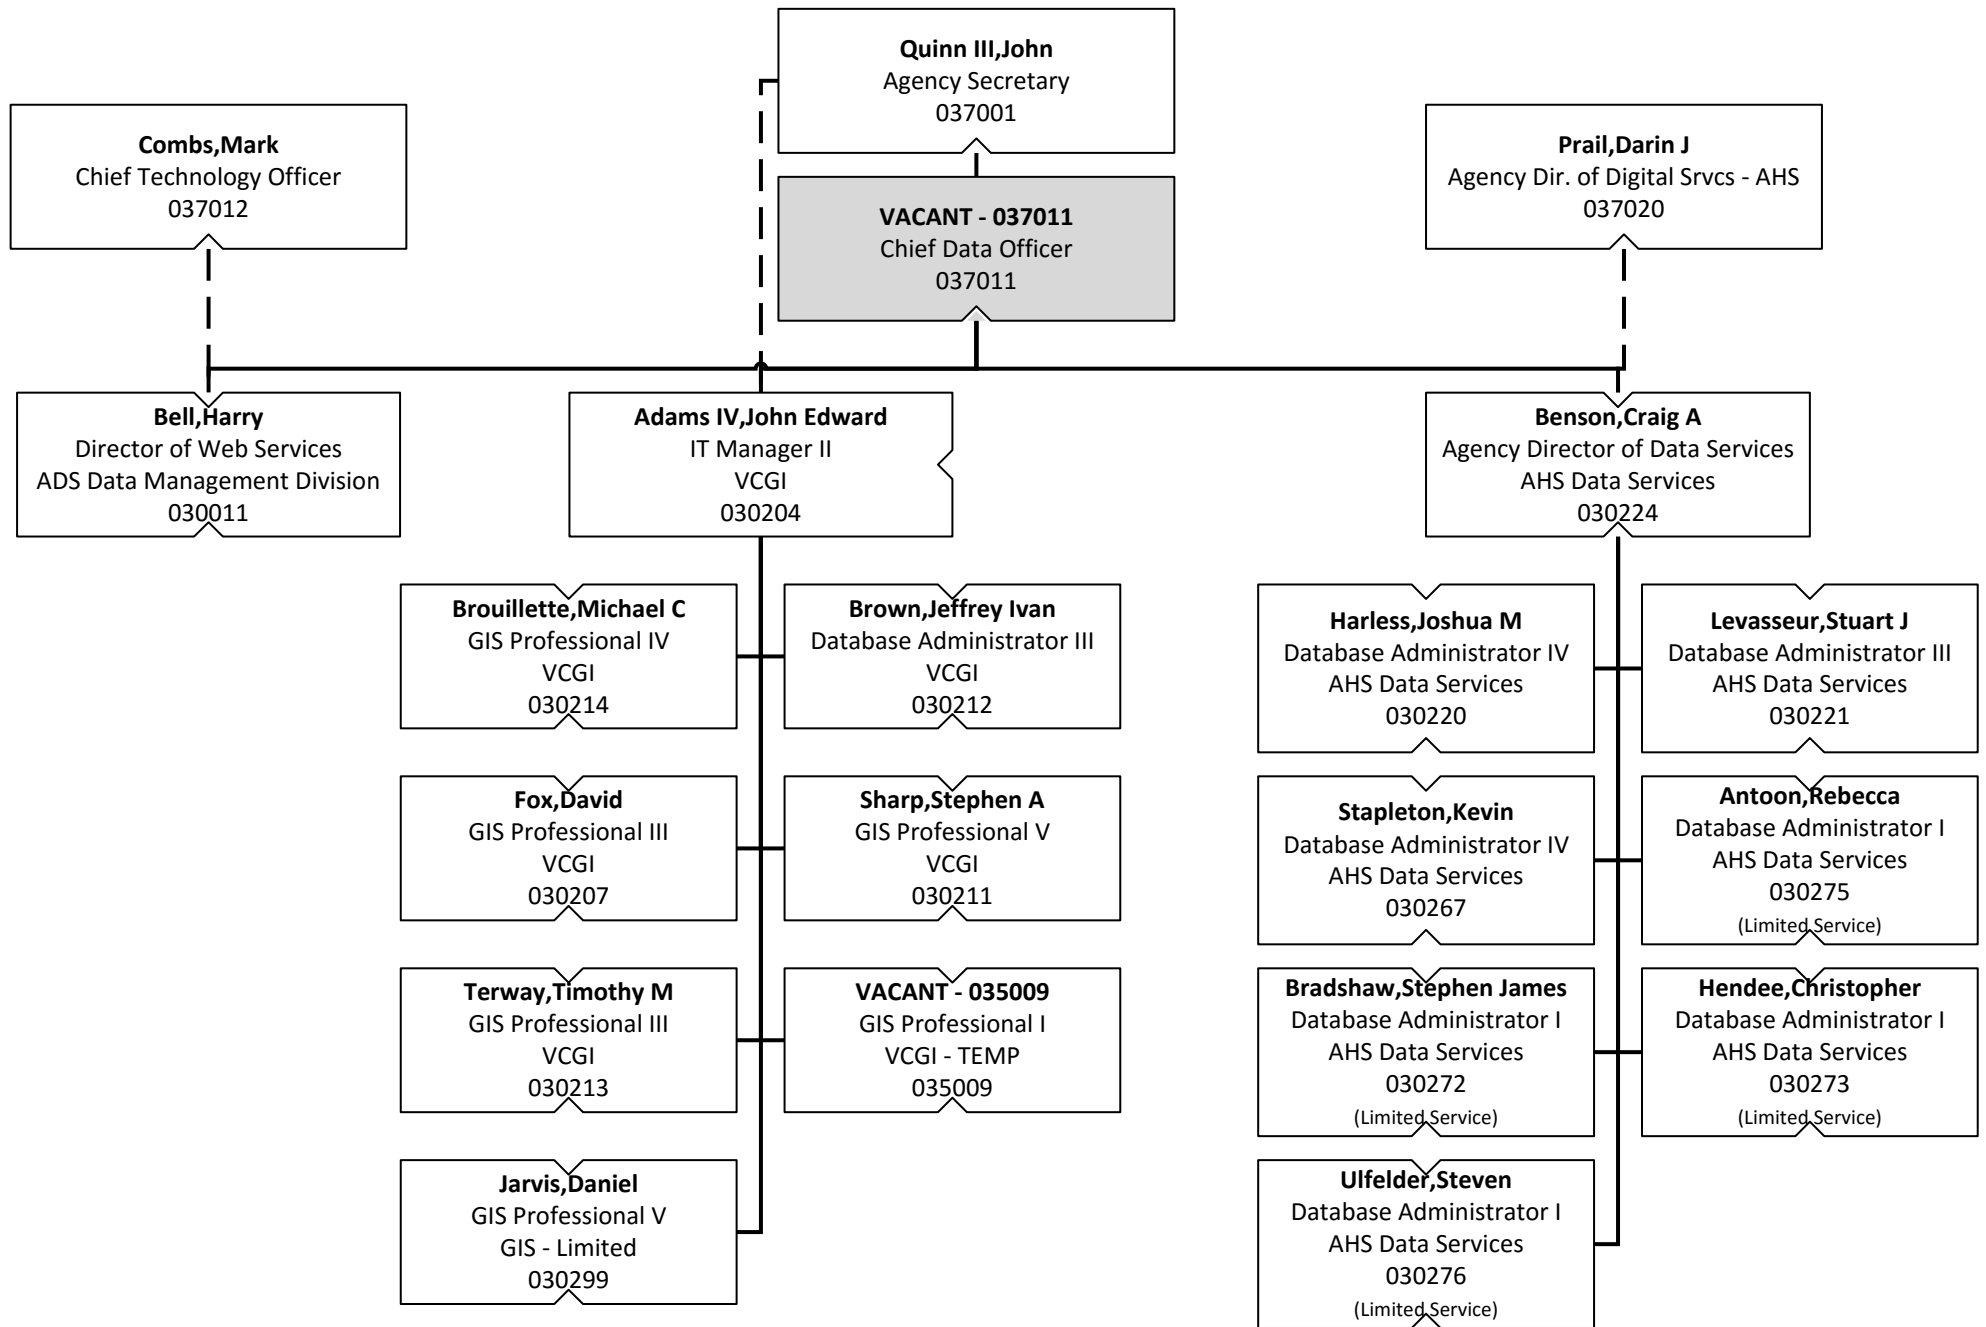 Quinn III,John
Agency Secretary
037001
Combs,Mark
Chief Technology Officer
037012
Prail,Darin J
Agency Dir. of Digital Srvcs - AHS
037020
VACANT - 037011
Chief Data Officer
037011
Bell,Harry
Director of Web Services
ADS Data Management Division
030011
Adams IV,John Edward
IT Manager II
VCGI
030204
Benson,Craig A
Agency Director of Data Services
AHS Data Services
030224
Brouillette,Michael C
GIS Professional IV
VCGI
030214
Brown,Jeffrey Ivan
Database Administrator III
VCGI
030212
Harless,Joshua M
Database Administrator IV
AHS Data Services
030220
Levasseur,Stuart J
Database Administrator III
AHS Data Services
030221
Fox,David
GIS Professional III
VCGI
030207
Sharp,Stephen A
GIS Professional V
VCGI
030211
Stapleton,Kevin
Database Administrator IV
AHS Data Services
030267
Antoon,Rebecca
Database Administrator I
AHS Data Services
030275
(Limited Service)
Terway,Timothy M
GIS Professional III
VCGI
030213
VACANT - 035009
GIS Professional I
VCGI - TEMP
035009
Bradshaw,Stephen James
Database Administrator I
AHS Data Services
030272
(Limited Service)
Hendee,Christopher
Database Administrator I
AHS Data Services
030273
(Limited Service)
Jarvis,Daniel
GIS Professional V
GIS - Limited
030299
Ulfelder,Steven
Database Administrator I
AHS Data Services
030276
(Limited Service)